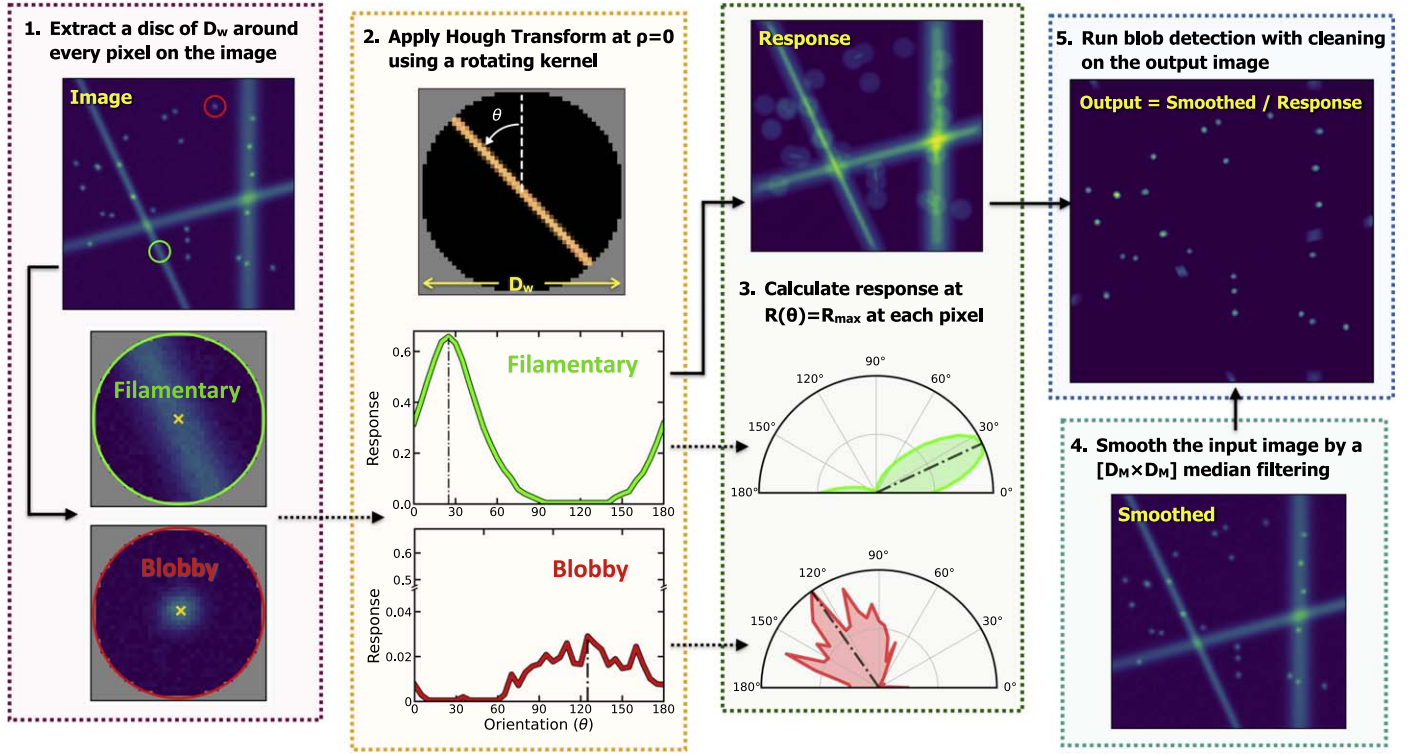 1. Extract a disc of Dw around
every pixel on the image
Image
Filamentary
Blobby
2. Apply Hough Transform at ρ=0
using a rotating kernel
θ
Dw
0.6
0.4
0.2
0.0
Response
Filamentary
0 30 60 90 120 150 180
0.6
0.5
0.04
0.02
0
Response
Blobby
0 30 60 90 120 150 180
Orientation (θ)
Response
3. Calculate response at
R(θ)=Rmax at each pixel
90°
120° 60°
150° 30°
180° 0°
90°
120° 60°
150° 30°
180° 0°
5. Run blob detection with cleaning
on the output image
Output = Smoothed / Response
4. Smooth the input image by a
[DM×DM] median filtering
Smoothed